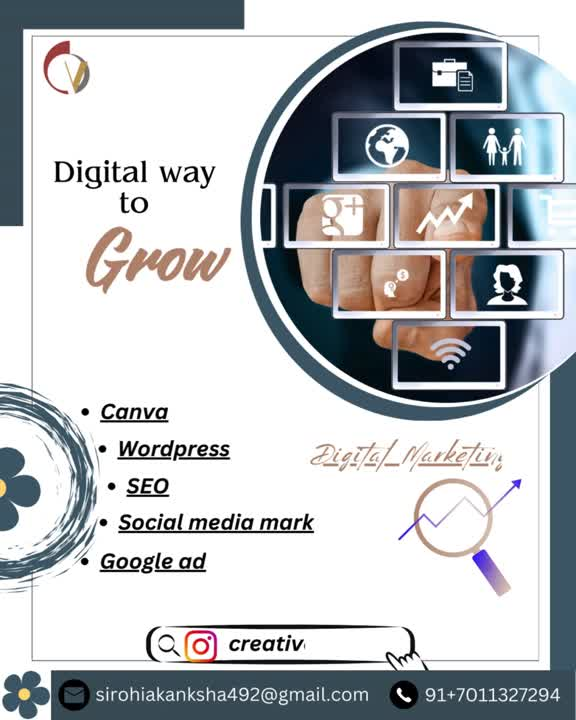 Digital way
to
Grow
g+
• Canva
• Wordpress
• SEO
• Social media mark
• Google ad
Digital Marketing
creativ
sirohiakanksha492@gmail.com
91+7011327294